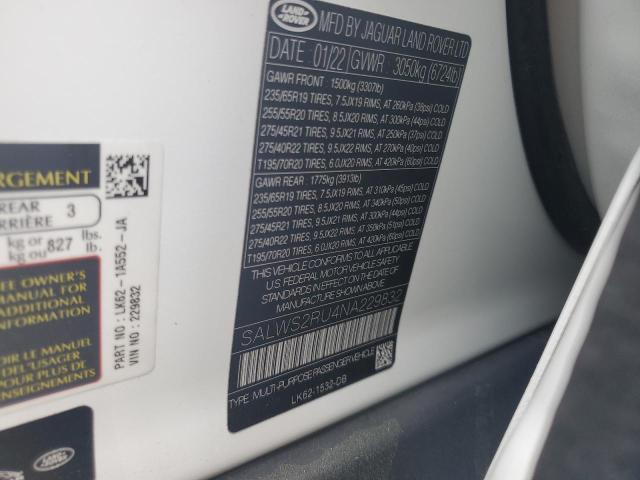 LAND ROVER
MFD BY JAGUAR LAND ROVER LTD
DATE 01/22 GVWR 3050kg (6724lb)
GAWR FRONT 1500kg (3307lb)
235/65R19 TIRES, 7.5JX19 RIMS, AT 260kPa (38psi) COLD
255/55R20 TIRES, 8.5JX20 RIMS, AT 300kPa (44psi) COLD
275/45R21 TIRES, 9.5JX21 RIMS, AT 250kPa (37psi) COLD
275/40R22 TIRES, 9.5JX22 RIMS, AT 270kPa (40psi) COLD
T195/70R20 TIRES, 6.0JX20 RIMS, AT 420kPa (60psi) COLD
GAWR REAR 1775kg (3913lb)
235/65R19 TIRES, 7.5JX19 RIMS, AT 310kPa (45psi) COLD
255/55R20 TIRES, 8.5JX20 RIMS, AT 340kPa (50psi) COLD
275/45R21 TIRES, 9.5JX21 RIMS, AT 300kPa (44psi) COLD
275/40R22 TIRES, 9.5JX22 RIMS, AT 350kPa (51psi) COLD
T195/70R20 TIRES, 6.0JX20 RIMS, AT 420kPa (60psi) COLD
THIS VEHICLE CONFORMS TO ALL APPLICABLE
U.S. FEDERAL MOTOR VEHICLE SAFETY
STANDARDS IN EFFECT ON THE DATE OF
MANUFACTURE SHOWN ABOVE.
SALWS2RU4NA229832
TYPE: MULTI-PURPOSE PASSENGER VEHICLE
LK62-1532-DB
RGEMENT
REAR
RRIÈRE 3
kg or 827 lbs.
kg ou lb.
EE OWNER'S
MANUAL FOR
ADDITIONAL
FORMATION
OIR LE MANUEL
DE L'USAGER
POUR PLUS DE
RENSEIGNEMENTS
PART NO : LK62-1A552-JA
VIN NO : 229832
LAND ROVER